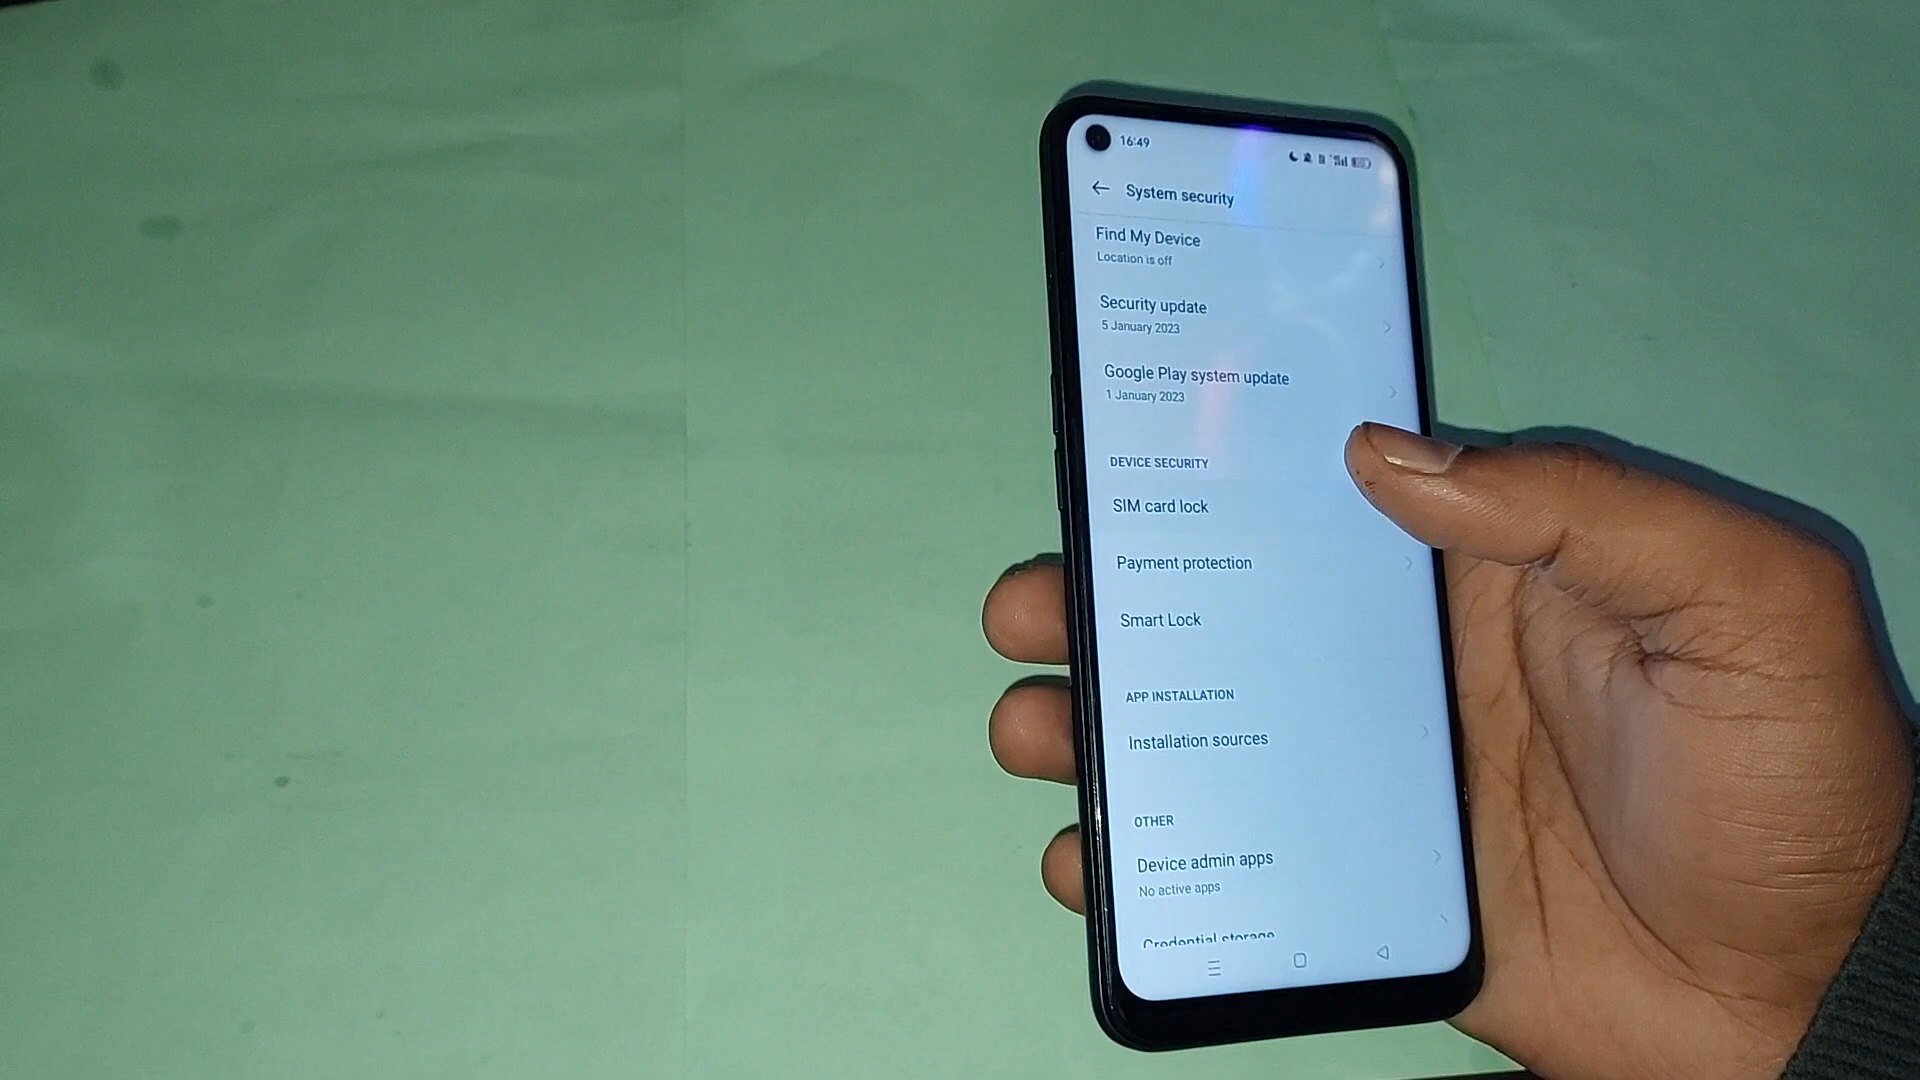 16:49
System security
Find My Device
Location is off
Security update
5 January 2023
Google Play system update
1 January 2023
DEVICE SECURITY
SIM card lock
Payment protection
Smart Lock
APP INSTALLATION
Installation sources
OTHER
Device admin apps
No active apps
Credential storage